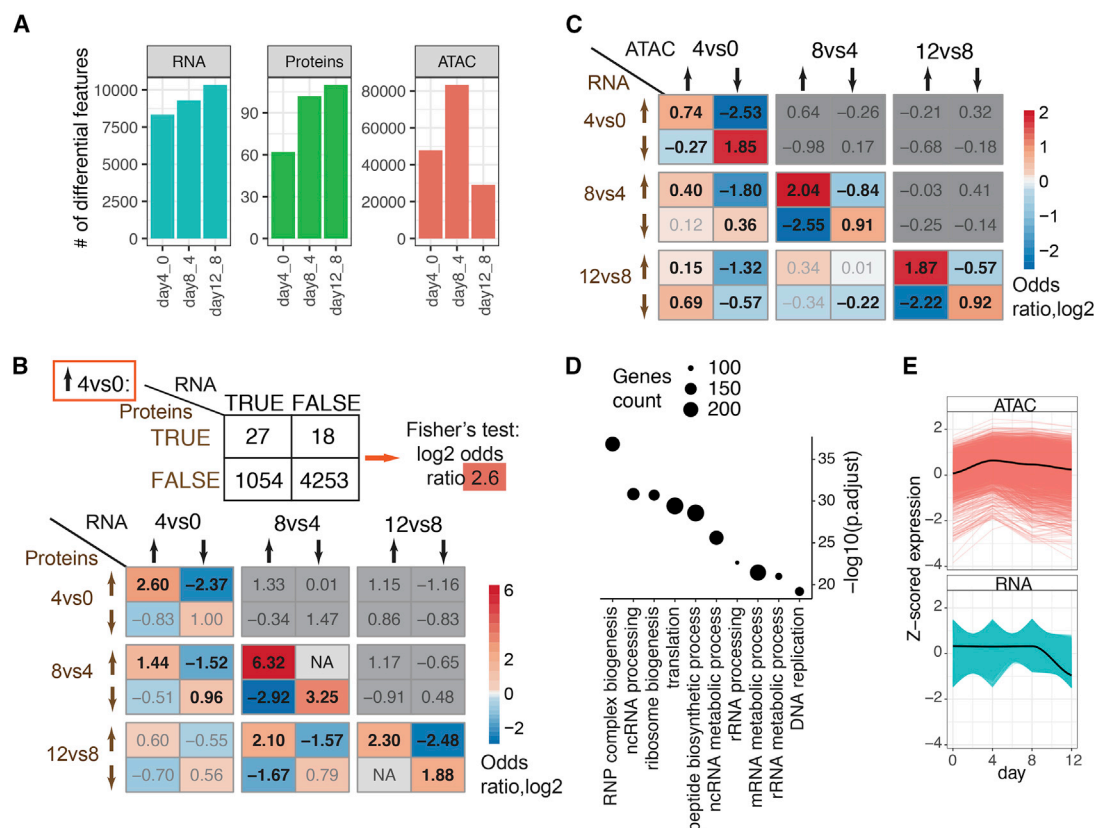 A
RNA
Proteins
ATAC
# of differential features
10000
7500
5000
2500
0
90
60
30
0
80000
60000
40000
20000
0
day4_0
day8_4
day12_8
day4_0
day8_4
day12_8
day4_0
day8_4
day12_8
B
↑ 4vs0:
RNA
Proteins
TRUE FALSE
TRUE 27 18
FALSE 1054 4253
Fisher's test:
log2 odds
ratio 2.6
RNA 4vs0 8vs4 12vs8
Proteins ↑ ↓ ↑ ↓ ↑ ↓
4vs0
↑ 2.60 −2.37 1.33 0.01 1.15 −1.16
↓ −0.83 1.00 −0.34 1.47 0.86 −0.83
8vs4
↑ 1.44 −1.52 6.32 NA 1.17 −0.65
↓ −0.51 0.96 −2.92 3.25 −0.91 0.48
12vs8
↑ 0.60 −0.55 2.10 −1.57 2.30 −2.48
↓ −0.70 0.56 −1.67 0.79 NA 1.88
6
4
2
0
−2
Odds
ratio,log2
C
ATAC 4vs0 8vs4 12vs8
RNA ↑ ↓ ↑ ↓ ↑ ↓
4vs0
↑ 0.74 −2.53 0.64 −0.26 −0.21 0.32
↓ −0.27 1.85 −0.98 0.17 −0.68 −0.18
8vs4
↑ 0.40 −1.80 2.04 −0.84 −0.03 0.41
↓ 0.12 0.36 −2.55 0.91 −0.25 −0.14
12vs8
↑ 0.15 −1.32 0.34 0.01 1.87 −0.57
↓ 0.69 −0.57 −0.34 −0.22 −2.22 0.92
2
1
0
−1
−2
Odds
ratio,log2
D
Genes
count
100
150
200
35
30
25
20
−log10(p.adjust)
RNP complex biogenesis
ncRNA processing
ribosome biogenesis
translation
peptide biosynthetic process
ncRNA metabolic process
rRNA processing
mRNA metabolic process
rRNA metabolic process
DNA replication
E
ATAC
2
0
−2
−4
Z−scored expression
RNA
2
0
−2
−4
0 4 8 12
day